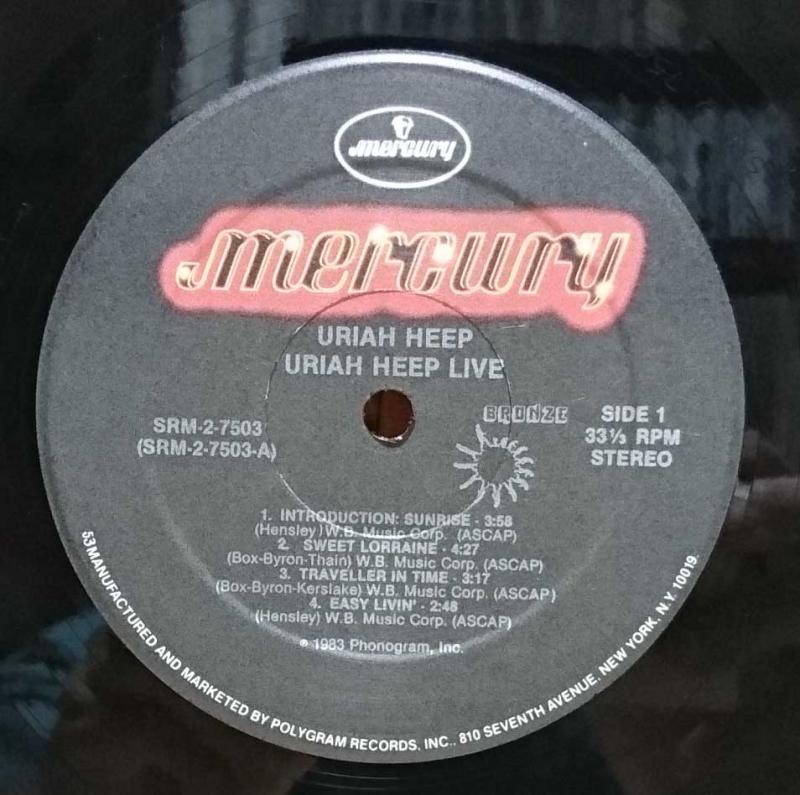 mercury
mercury
URIAH HEEP
URIAH HEEP LIVE
SRM-2-7503
(SRM-2-7503-A)
BRONZE
SIDE 1
33⅓ RPM
STEREO
1. INTRODUCTION: SUNRISE - 3:58
(Hensley) W.B. Music Corp. (ASCAP)
2. SWEET LORRAINE - 4:27
(Box-Byron-Thain) W.B. Music Corp. (ASCAP)
3. TRAVELLER IN TIME - 3:17
(Box-Byron-Kerslake) W.B. Music Corp. (ASCAP)
4. EASY LIVIN' - 2:48
(Hensley) W.B. Music Corp. (ASCAP)
℗ 1983 Phonogram, Inc.
53 MANUFACTURED AND MARKETED BY POLYGRAM RECORDS, INC., 810 SEVENTH AVENUE, NEW YORK, N.Y. 10019.